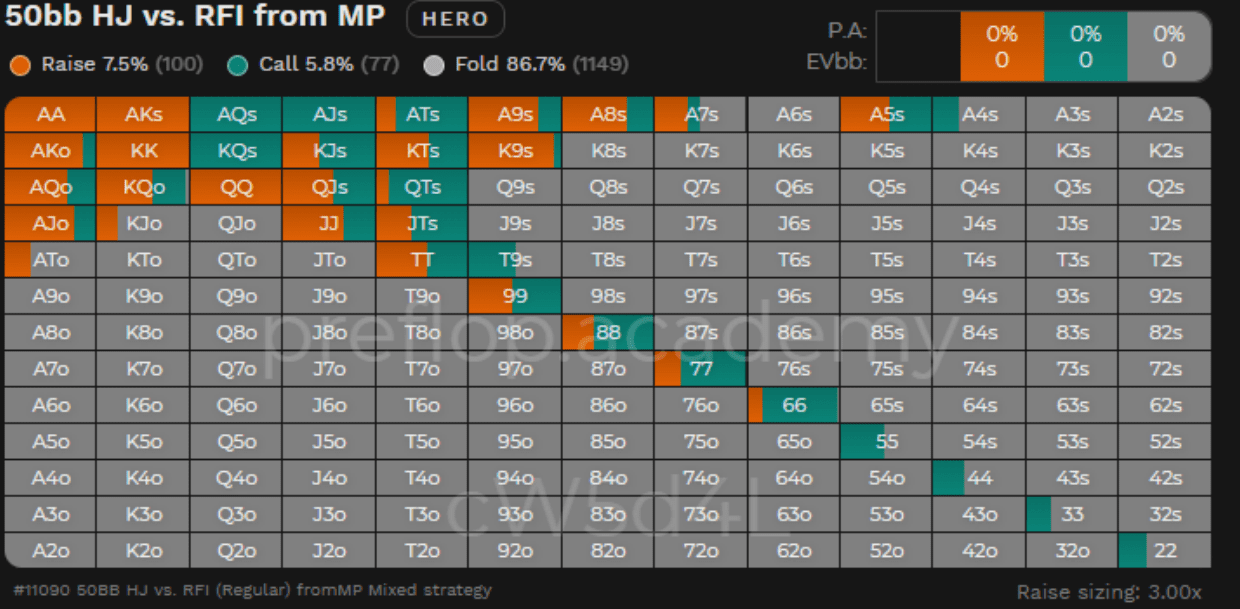 50bb HJ vs. RFI from MP HERO
P.A: 0% 0% 0%
Raise 7.5% (100) Call 5.8% (77) Fold 86.7% (1149)
EVbb: 0 0 0
AA AKs AQs AJs ATs A9s A8s A7s A6s A5s A4s A3s A2s
AKo KK KQs KJs KTs K9s K8s K7s K6s K5s K4s K3s K2s
AQo KQo QQ QJs QTs Q9s Q8s Q7s Q6s Q5s Q4s Q3s Q2s
AJo KJo QJo JJ JTs J9s J8s J7s J6s J5s J4s J3s J2s
ATo KTo QTo JTo TT T9s T8s T7s T6s T5s T4s T3s T2s
A9o K9o Q9o J9o T9o 99 98s 97s 96s 95s 94s 93s 92s
A8o K8o Q8o J8o T8o 98o 88 87s 86s 85s 84s 83s 82s
preflop.academy
A7o K7o Q7o J7o T7o 97o 87o 77 76s 75s 74s 73s 72s
A6o K6o Q6o J6o T6o 96o 86o 76o 66 65s 64s 63s 62s
A5o K5o Q5o J5o T5o 95o 85o 75o 65o 55 54s 53s 52s
A4o K4o Q4o J4o T4o 94o 84o 74o 64o 54o 44 43s 42s
cW5d4L
A3o K3o Q3o J3o T3o 93o 83o 73o 63o 53o 43o 33 32s
A2o K2o Q2o J2o T2o 92o 82o 72o 62o 52o 42o 32o 22
#11090 50BB HJ vs. RFI (Regular) fromMP Mixed strategy
Raise sizing: 3.00x